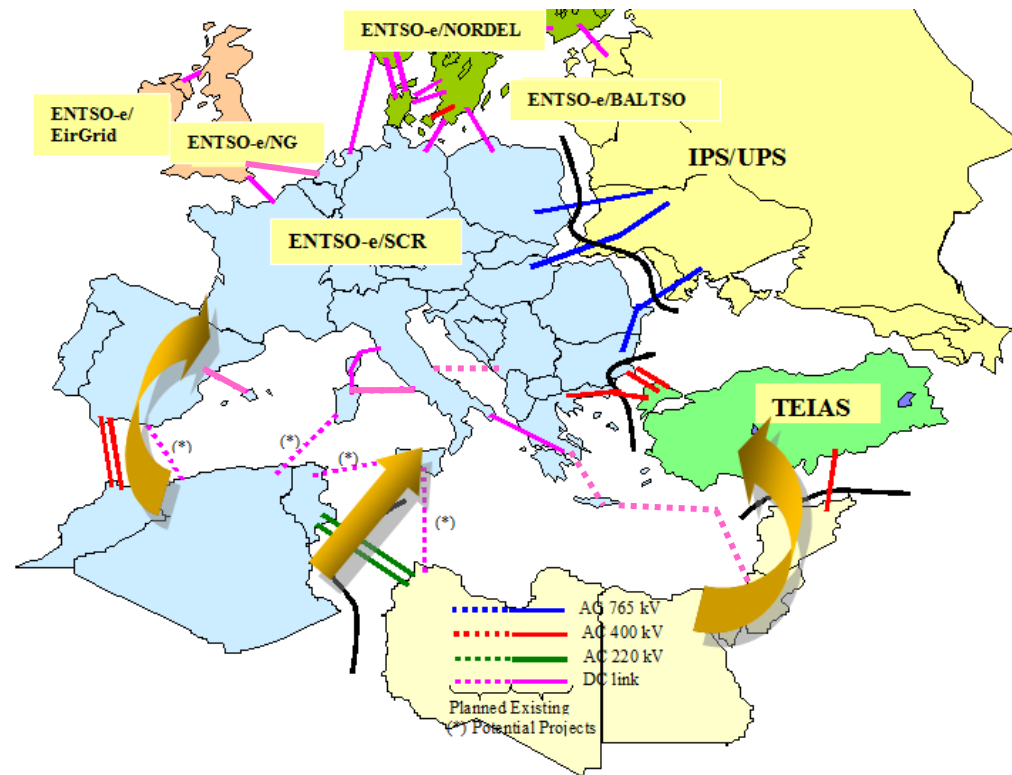 ENTSO-e/NORDEL
ENTSO-e/BALTSO
ENTSO-e/
EirGrid
ENTSO-e/NG
IPS/UPS
ENTSO-e/SCR
TEIAS
(*)
(*)
(*)
(*)
AC 765 kV
AC 400 kV
AC 220 kV
DC link
Planned Existing
(*) Potential Projects